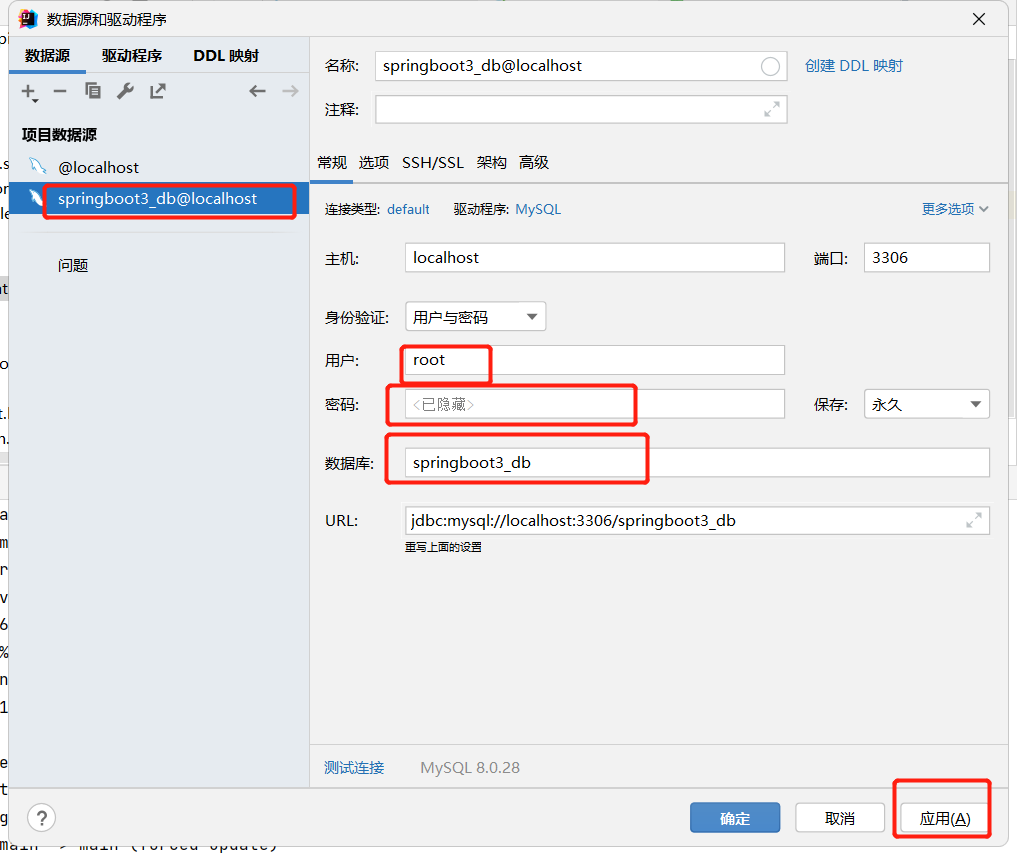 数据源和驱动程序
数据源 驱动程序 DDL 映射
项目数据源
@localhost
springboot3_db@localhost
问题
名称: springboot3_db@localhost 创建 DDL 映射
注释:
常规 选项 SSH/SSL 架构 高级
连接类型: default 驱动程序: MySQL 更多选项
主机: localhost 端口: 3306
身份验证: 用户与密码
用户: root
密码: <已隐藏> 保存: 永久
数据库: springboot3_db
URL: jdbc:mysql://localhost:3306/springboot3_db
重写上面的设置
测试连接 MySQL 8.0.28
? 确定 取消 应用(A)